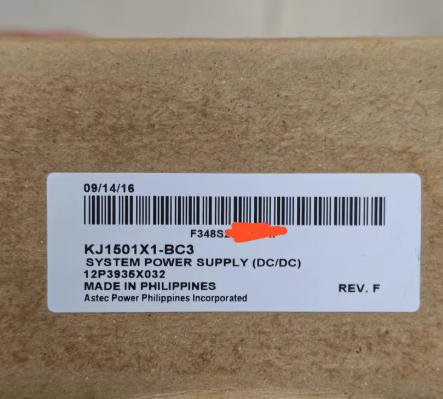 09/14/16
F348S2
KJ1501X1-BC3
SYSTEM POWER SUPPLY (DC/DC)
12P3935X032
MADE IN PHILIPPINES
REV. F
Astec Power Philippines Incorporated